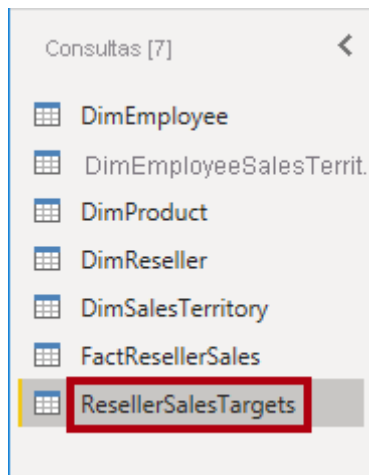 Consultas [7]
DimEmployee
DimEmployeeSalesTerrit.
DimProduct
DimReseller
DimSalesTerritory
FactResellerSales
ResellerSalesTargets